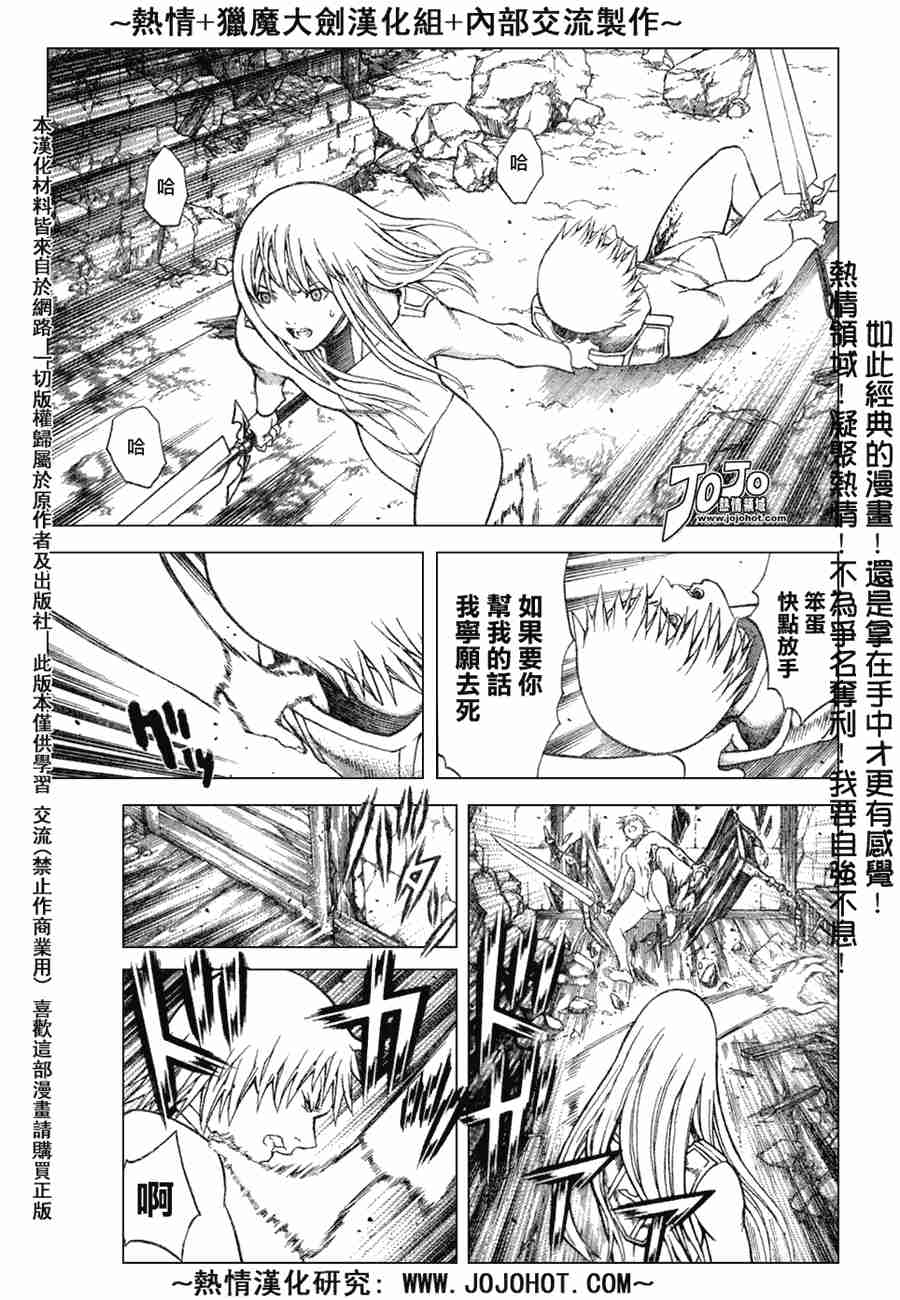 ~熱情+獵魔大劍漢化組+內部交流製作~
哈
哈
哈
JOJO
熱情領域
www.jojohot.com
笨蛋
快點放手
如果要你
幫我的話
我寧願去死
グッ
ガタ
ドドドド
啊
如此經典的漫畫！還是拿在手中才更有感覺！
熱情領域！凝聚熱情！不為爭名奪利！我要自強不息！
本漢化材料皆來自於網路 一切版權歸屬於原作者及出版社 此版本僅供學習 交流(禁止作商業用) 喜歡這部漫畫請購買正版
~熱情漢化研究: WWW.JOJOHOT.COM~